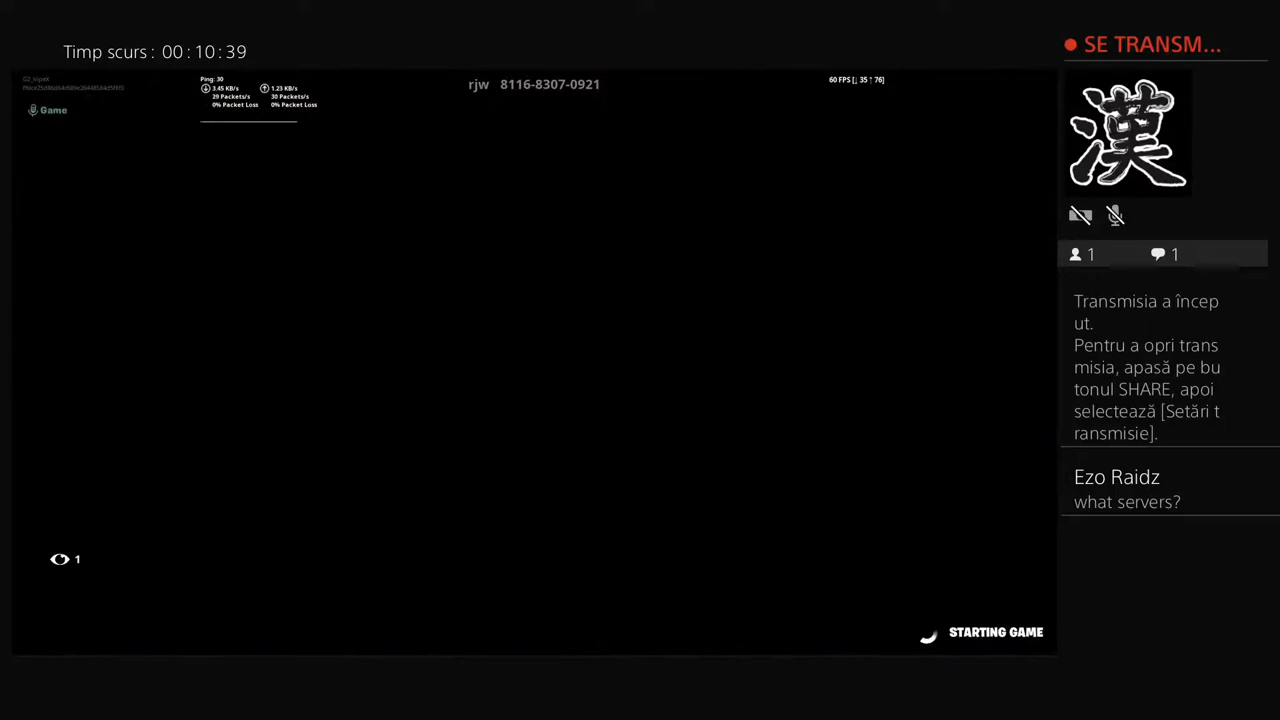 Timp scurs : 00 : 10 : 39
SE TRANSM...
G2_VipeX
Game
Ping: 30
3.45 KB/s
1.23 KB/s
29 Packets/s
30 Packets/s
0% Packet Loss
0% Packet Loss
rjw 8116-8307-0921
60 FPS [↓ 35 ↑ 76]
漢
1
1
Transmisia a încep
ut.
Pentru a opri trans
misia, apasă pe bu
tonul SHARE, apoi
selectează [Setări t
ransmisie].
Ezo Raidz
what servers?
1
STARTING GAME